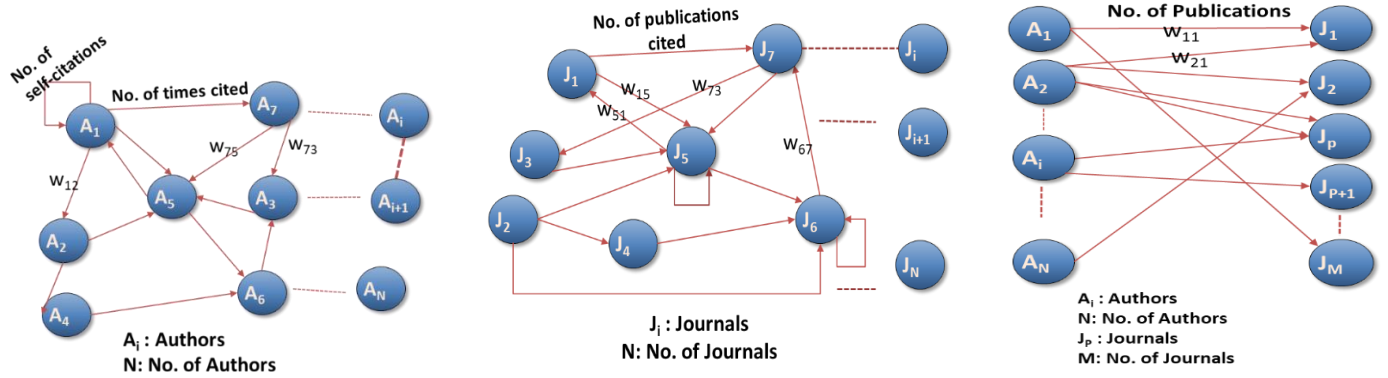 No. of
self-citations
No. of times cited
A1
A7
Ai
w12
w75
w73
A5
A3
Ai+1
A2
A4
A6
AN
Ai : Authors
N: No. of Authors
No. of publications
cited
J1
J7
Ji
w15
w73
w51
J3
J5
w67
Ji+1
J2
J4
J6
JN
Ji : Journals
N: No. of Journals
No. of Publications
A1
w11
J1
A2
w21
J2
Ai
Jp
JP+1
AN
JM
Ai : Authors
N: No. of Authors
JP : Journals
M: No. of Journals